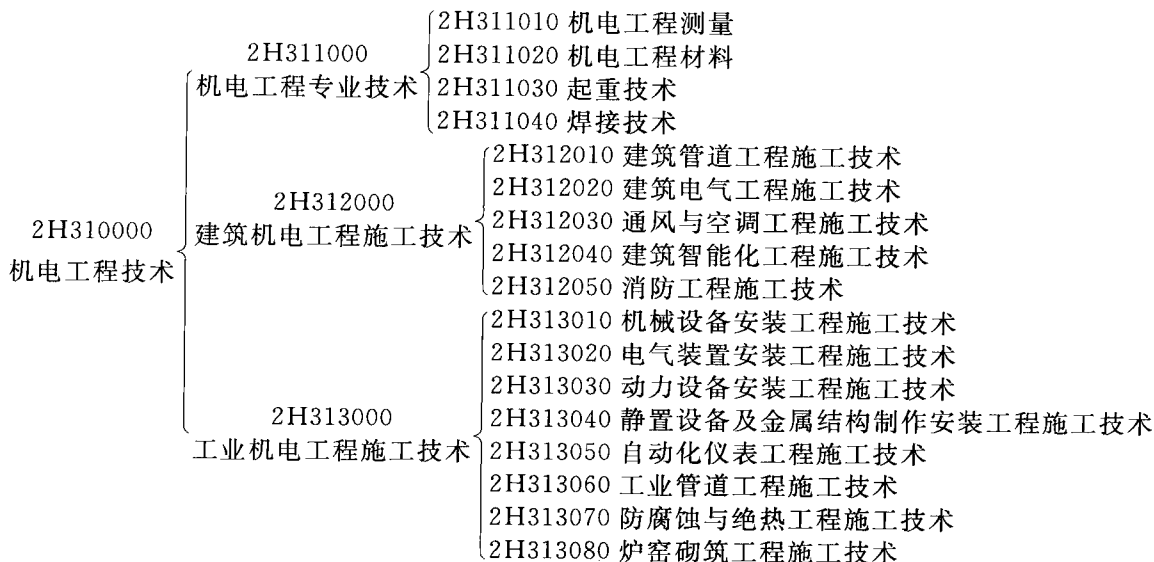 2H310000
机电工程技术
2H311000
机电工程专业技术
2H311010 机电工程测量
2H311020 机电工程材料
2H311030 起重技术
2H311040 焊接技术
2H312000
建筑机电工程施工技术
2H312010 建筑管道工程施工技术
2H312020 建筑电气工程施工技术
2H312030 通风与空调工程施工技术
2H312040 建筑智能化工程施工技术
2H312050 消防工程施工技术
2H313000
工业机电工程施工技术
2H313010 机械设备安装工程施工技术
2H313020 电气装置安装工程施工技术
2H313030 动力设备安装工程施工技术
2H313040 静置设备及金属结构制作安装工程施工技术
2H313050 自动化仪表工程施工技术
2H313060 工业管道工程施工技术
2H313070 防腐蚀与绝热工程施工技术
2H313080 炉窑砌筑工程施工技术